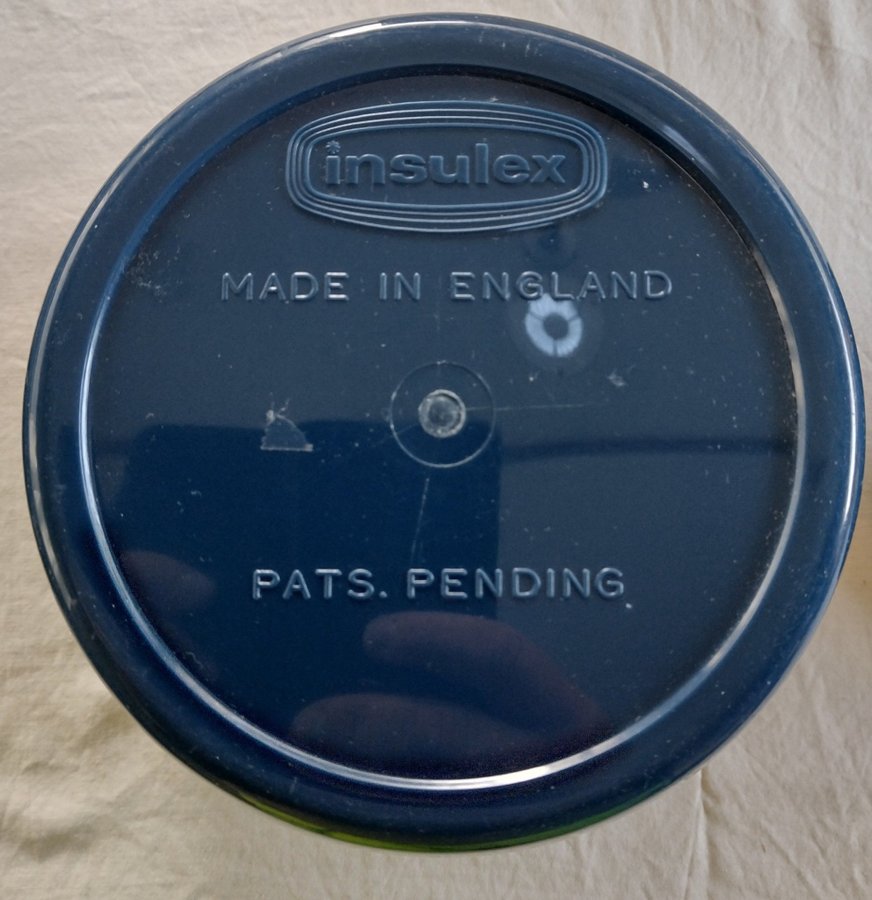 insulex
MADE IN ENGLAND
PATS. PENDING